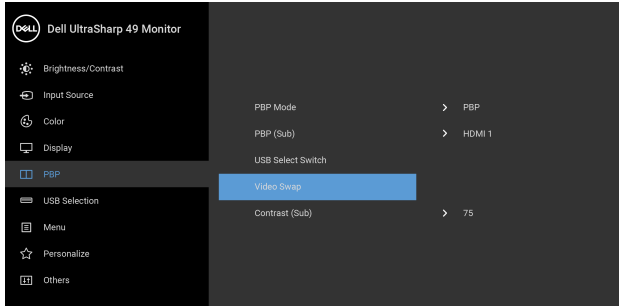 DELL Dell UltraSharp 49 Monitor
Brightness/Contrast
Input Source
Color
Display
PBP
USB Selection
Menu
Personalize
Others
PBP Mode > PBP
PBP (Sub) > HDMI 1
USB Select Switch
Video Swap
Contrast (Sub) > 75